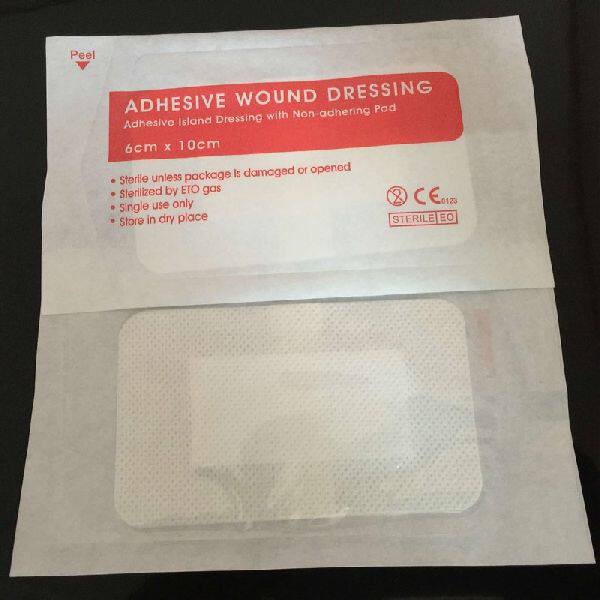 Peel
ADHESIVE WOUND DRESSING
Adhesive Island Dressing with Non-adhering Pad
6cm x 10cm
• Sterile unless package is damaged or opened
• Sterilized by ETO gas
• Single use only
• Store in dry place
2 CE 0123
STERILE EO